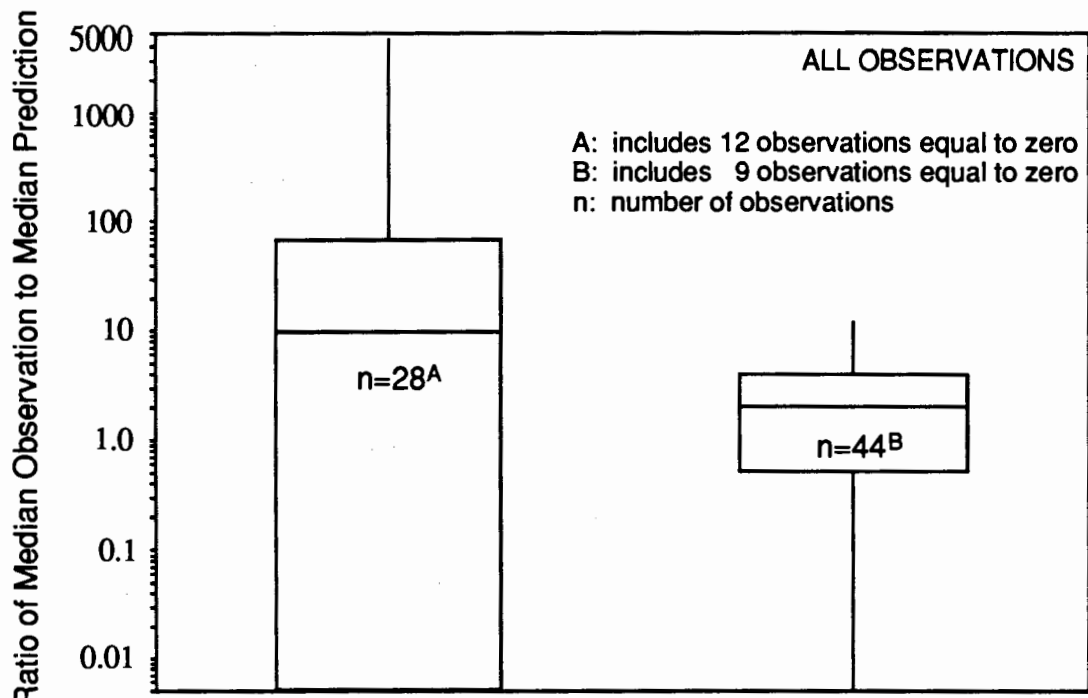 Ratio of Median Observation to Median Prediction
5000
1000
100
10
1.0
0.1
0.01
ALL OBSERVATIONS
A: includes 12 observations equal to zero
B: includes 9 observations equal to zero
n: number of observations
n=28A
n=44B